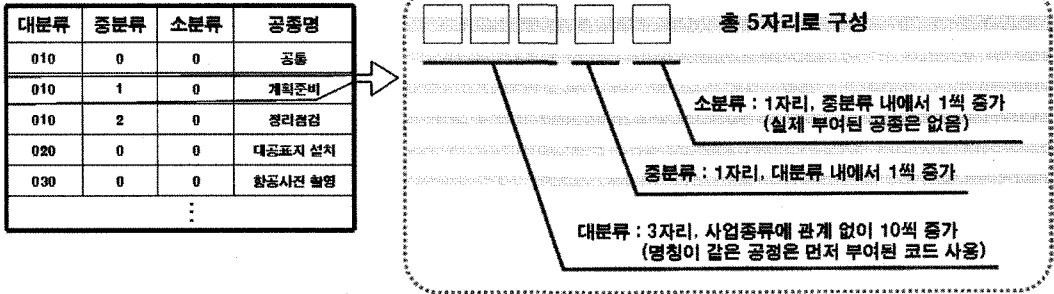 대분류 중분류 소분류 공종명
010 0 0 공통
010 1 0 계획준비
010 2 0 정리점검
020 0 0 대공표지 설치
030 0 0 항공사진 촬영
⋮
총 5자리로 구성
소분류 : 1자리, 중분류 내에서 1씩 증가
(실제 부여된 공종은 없음)
중분류 : 1자리, 대분류 내에서 1씩 증가
대분류 : 3자리, 사업종류에 관계 없이 10씩 증가
(명칭이 같은 공정은 먼저 부여된 코드 사용)